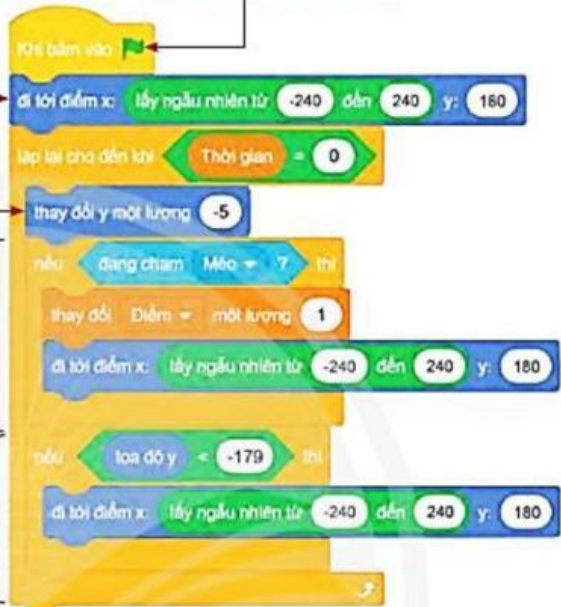 Khi bấm vào
đi tới điểm x: lấy ngẫu nhiên từ -240 đến 240 y: 180
lặp lại cho đến khi Thời gian = 0
thay đổi y một lượng -5
nếu đang chạm Mèo ? thì
thay đổi Điểm một lượng 1
đi tới điểm x: lấy ngẫu nhiên từ -240 đến 240 y: 180
nếu tọa độ y < -179 thì
đi tới điểm x: lấy ngẫu nhiên từ -240 đến 240 y: 180